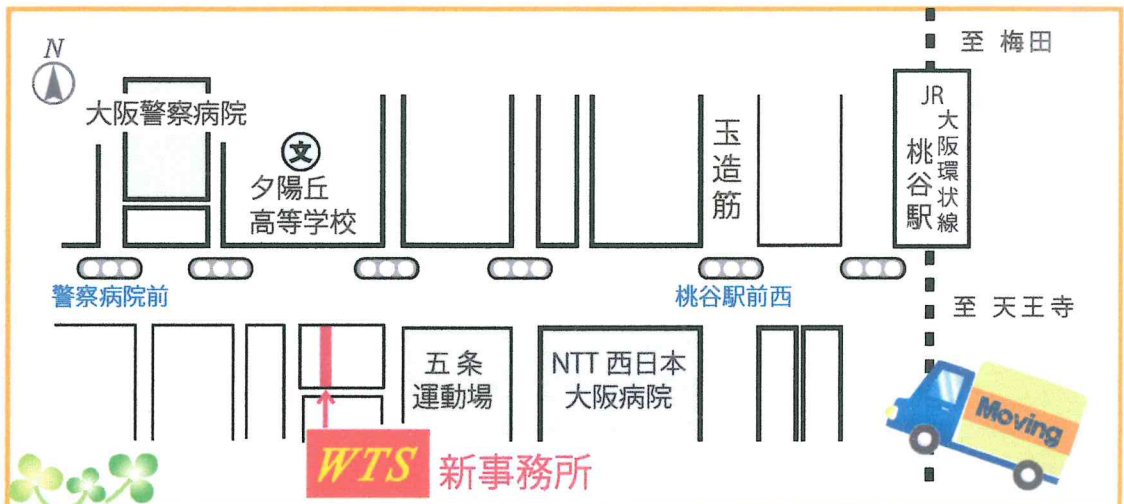 N
至 梅田
大阪警察病院
文
夕陽丘
高等学校
玉造筋
JR
大阪環状線
桃谷駅
警察病院前
桃谷駅前西
至 天王寺
五条
運動場
NTT 西日本
大阪病院
Moving
WTS 新事務所